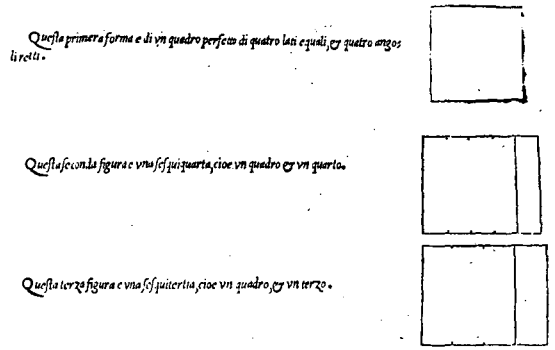 Questa primera forma e di vn quadro perfetto di quatro lati equali, & quatro angos
li retti.
Questa seconda figura e vna sesquiquarta, cioe vn quadro & vn quarto.
Questa terza figura e vna sesquitertia, cioe vn quadro, & vn terzo.